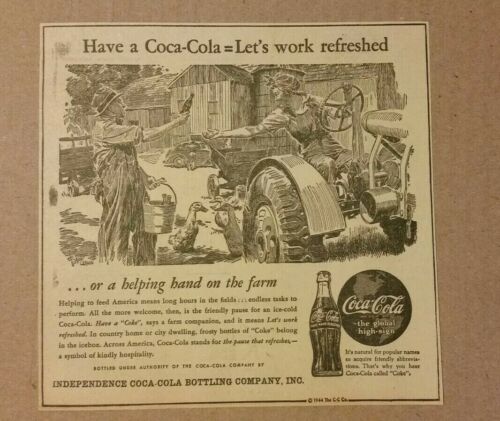 Have a Coca-Cola = Let's work refreshed
... or a helping hand on the farm
Helping to feed America means long hours in the fields ... endless tasks to
perform. All the more welcome, then, is the friendly pause for an ice-cold
Coca-Cola. Have a "Coke", says a farm companion, and it means Let's work
refreshed. In country home or city dwelling, frosty bottles of "Coke" belong
in the icebox. Across America, Coca-Cola stands for the pause that refreshes,—
a symbol of kindly hospitality.
BOTTLED UNDER AUTHORITY OF THE COCA-COLA COMPANY BY
INDEPENDENCE COCA-COLA BOTTLING COMPANY, INC.
Coca-Cola
Coca-Cola
—the global
high-sign
It's natural for popular names
to acquire friendly abbrevia-
tions. That's why you hear
Coca-Cola called "Coke".
© 1944 The C-C Co.